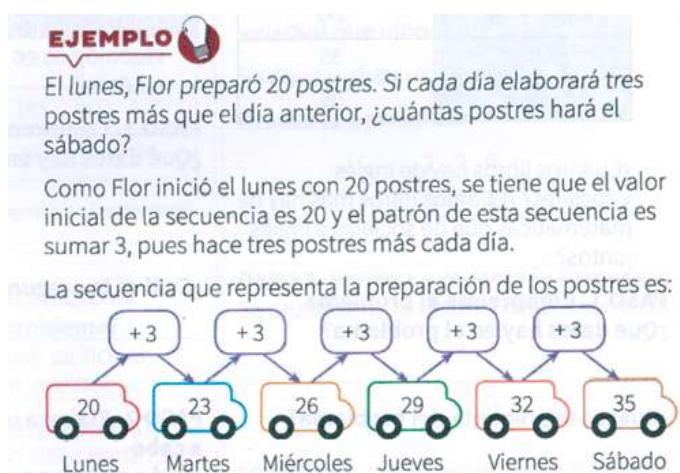 EJEMPLO
El lunes, Flor preparó 20 postres. Si cada día elaborará tres
postres más que el día anterior, ¿cuántas postres hará el
sábado?
Como Flor inició el lunes con 20 postres, se tiene que el valor
inicial de la secuencia es 20 y el patrón de esta secuencia es
sumar 3, pues hace tres postres más cada día.
La secuencia que representa la preparación de los postres es:
+ 3 + 3 + 3 + 3 + 3
20 23 26 29 32 35
Lunes Martes Miércoles Jueves Viernes Sábado